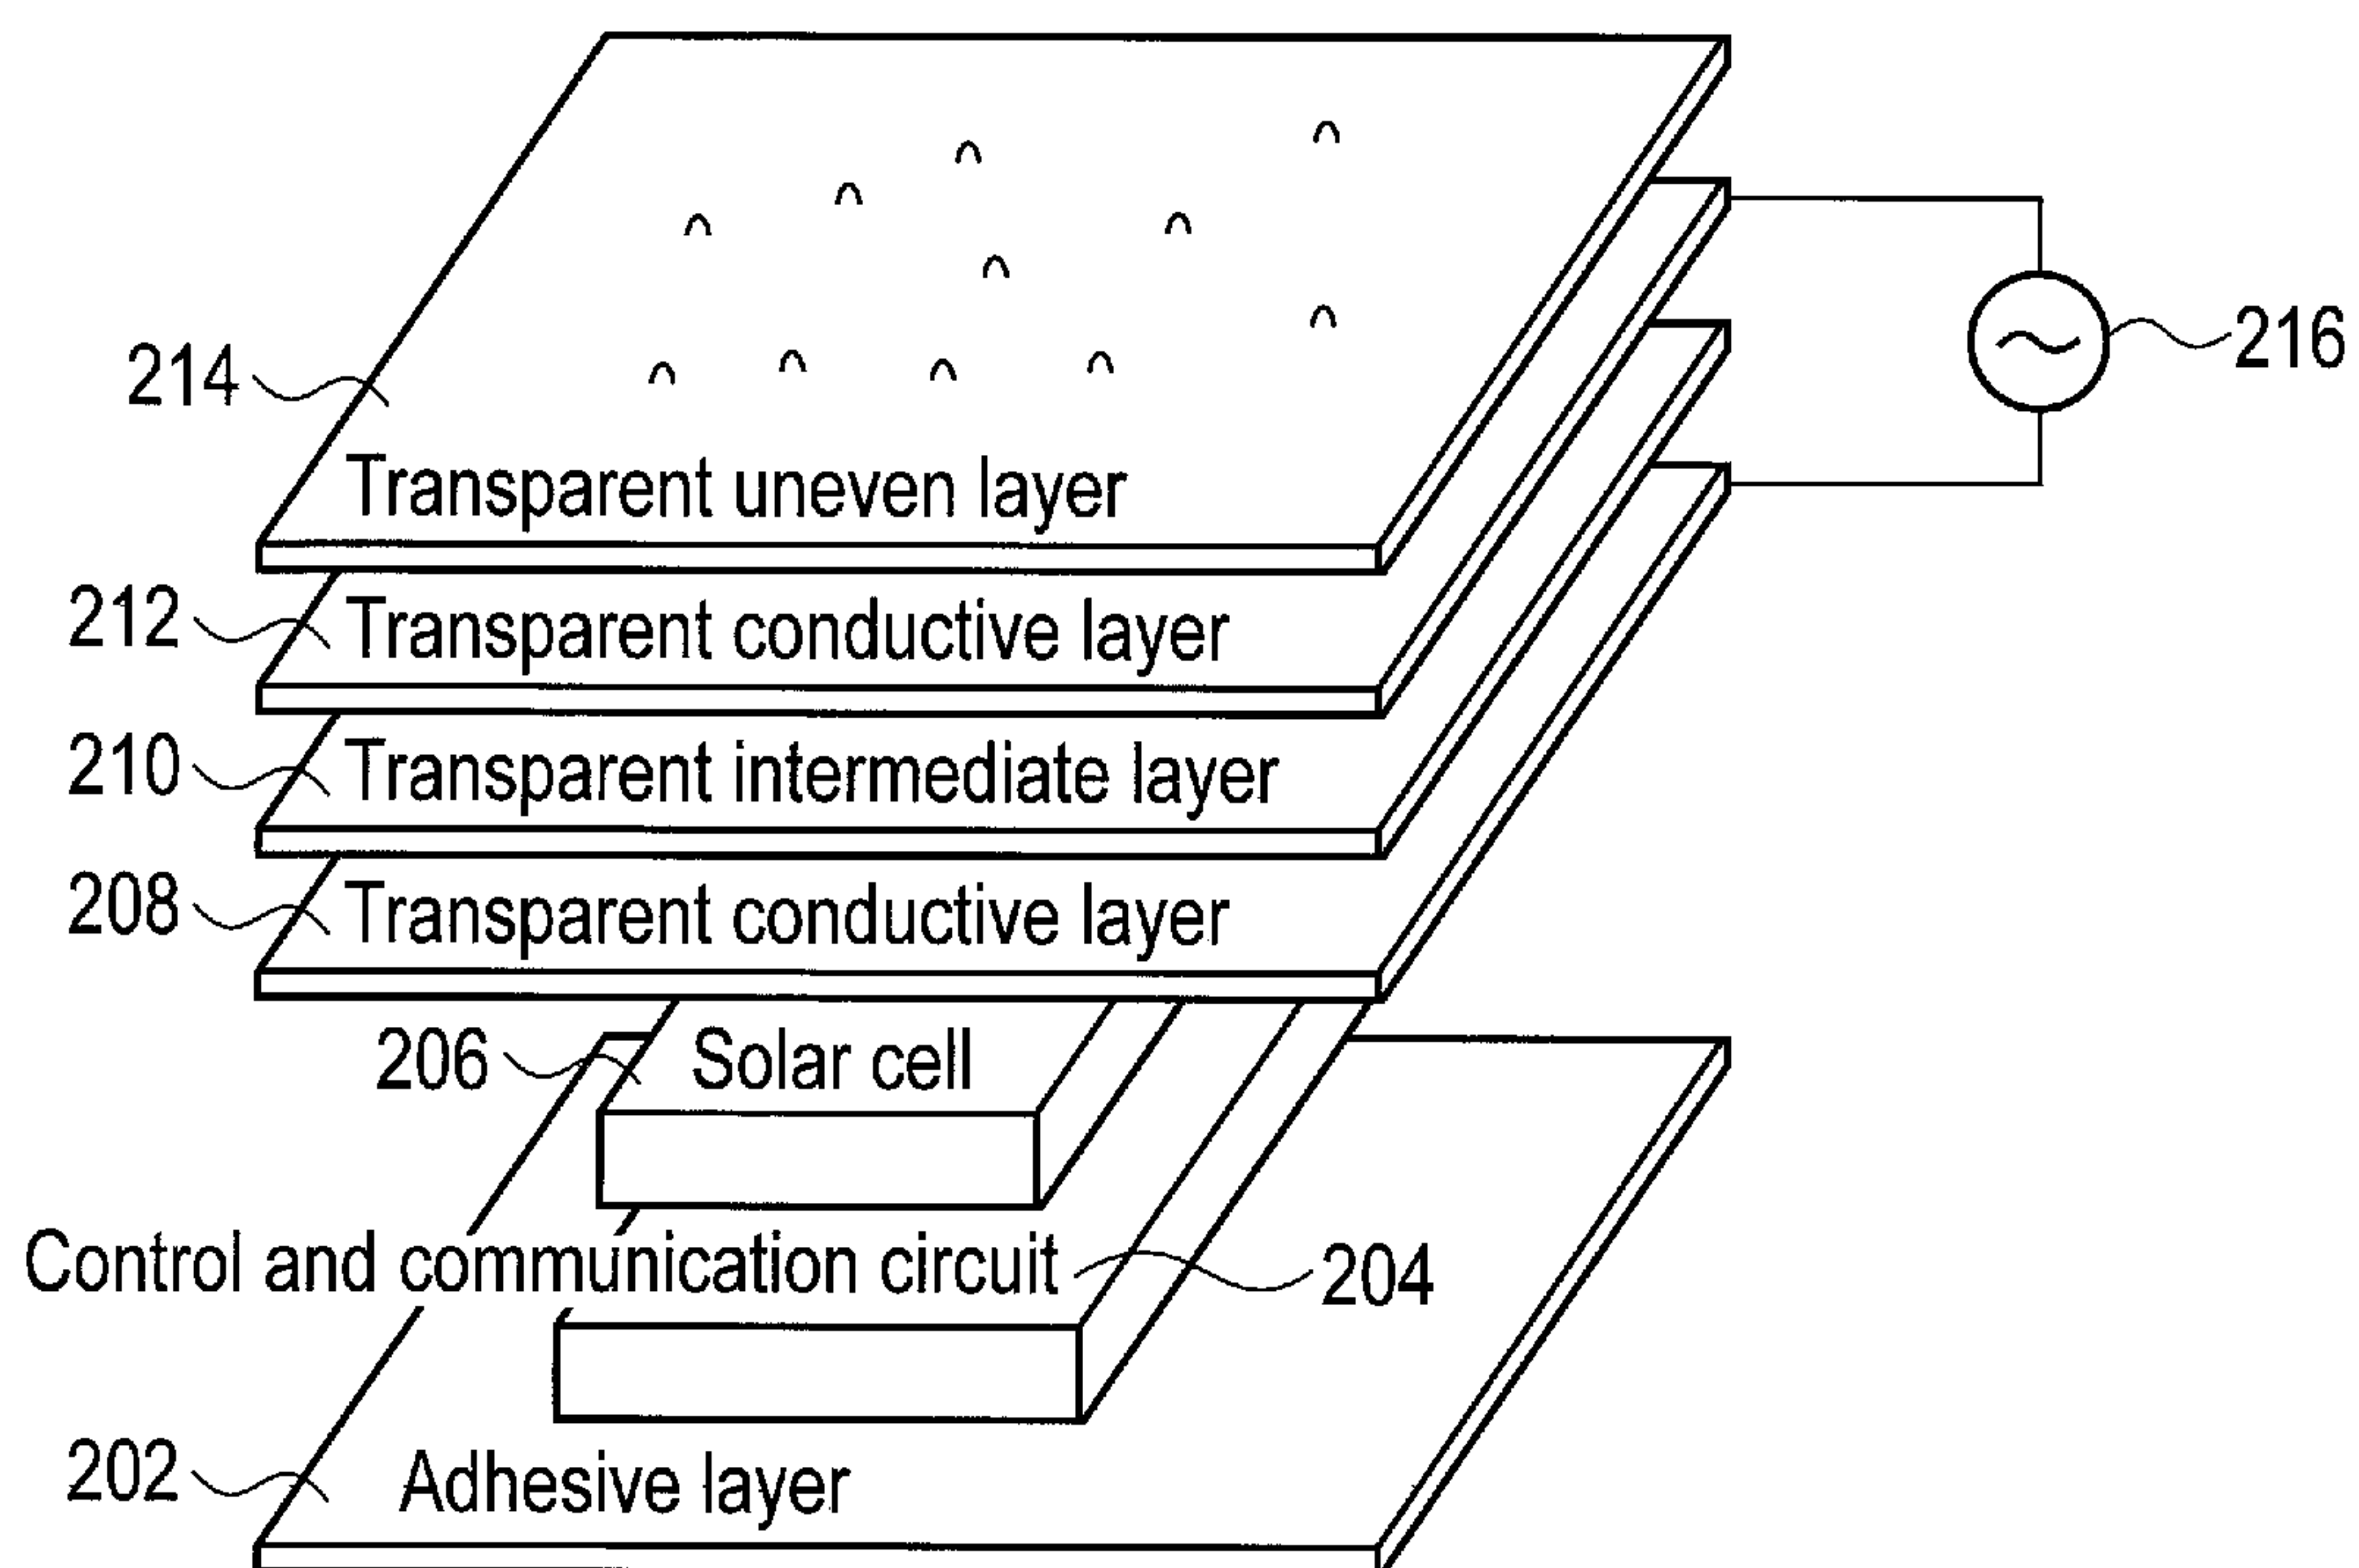 216
214
Transparent uneven layer
212
Transparent conductive layer
210
Transparent intermediate layer
208
Transparent conductive layer
206
Solar cell
Control and communication circuit
204
202
Adhesive layer